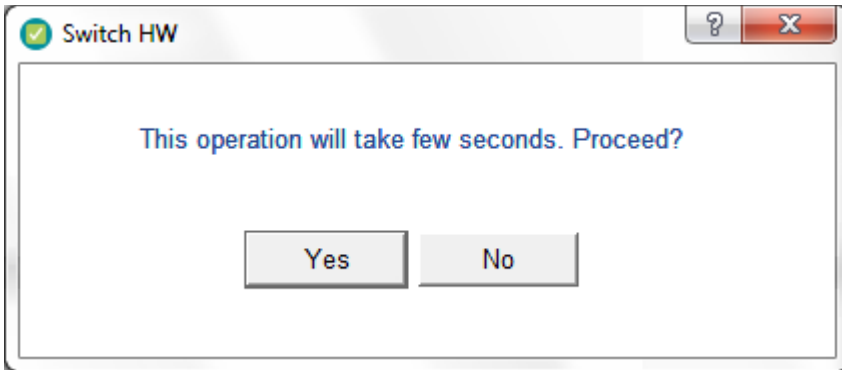 Switch HW
This operation will take few seconds. Proceed?
Yes No